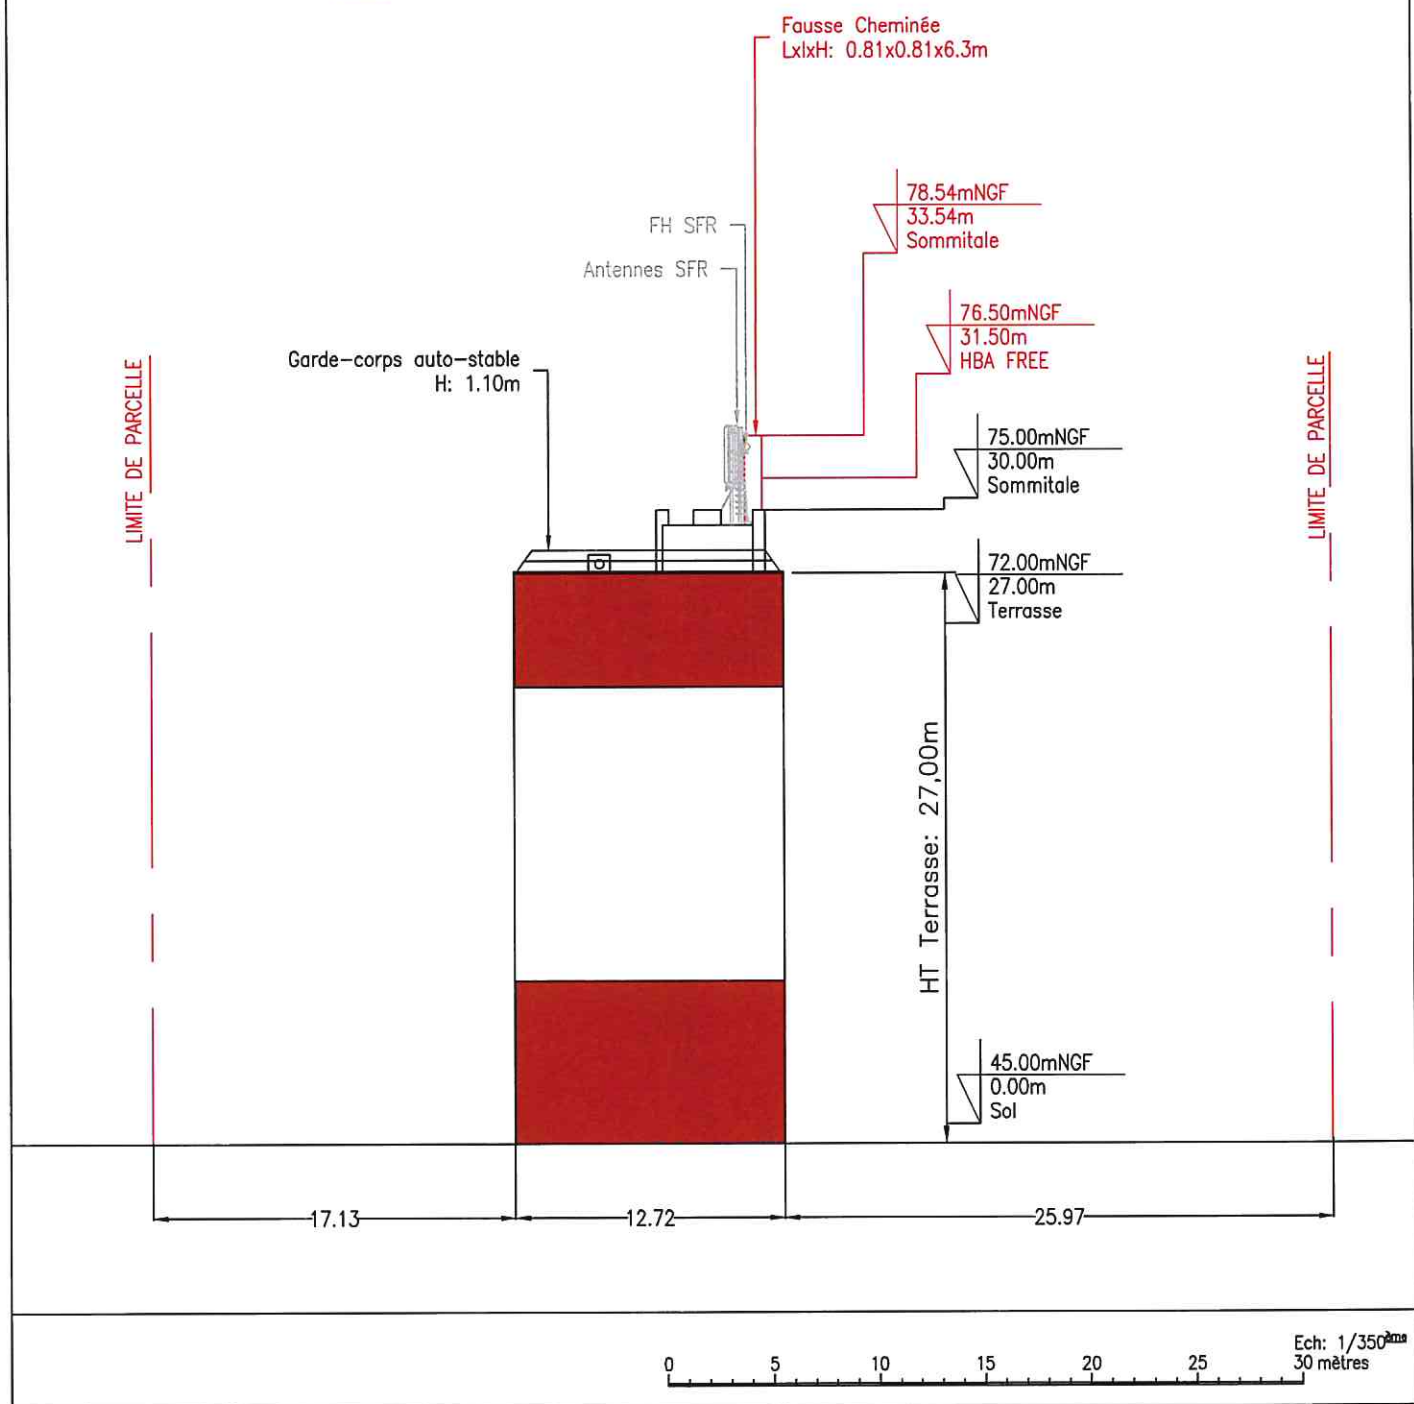 Fausse Cheminée
LxlxH: 0.81x0.81x6.3m
78.54mNGF
33.54m
Sommitale
FH SFR
Antennes SFR
76.50mNGF
31.50m
HBA FREE
Garde-corps auto-stable
H: 1.10m
LIMITE DE PARCELLE
LIMITE DE PARCELLE
75.00mNGF
30.00m
Sommitale
72.00mNGF
27.00m
Terrasse
HT Terrasse: 27,00m
45.00mNGF
0.00m
Sol
17.13
12.72
25.97
Ech: 1/350ème
0 5 10 15 20 25 30 mètres